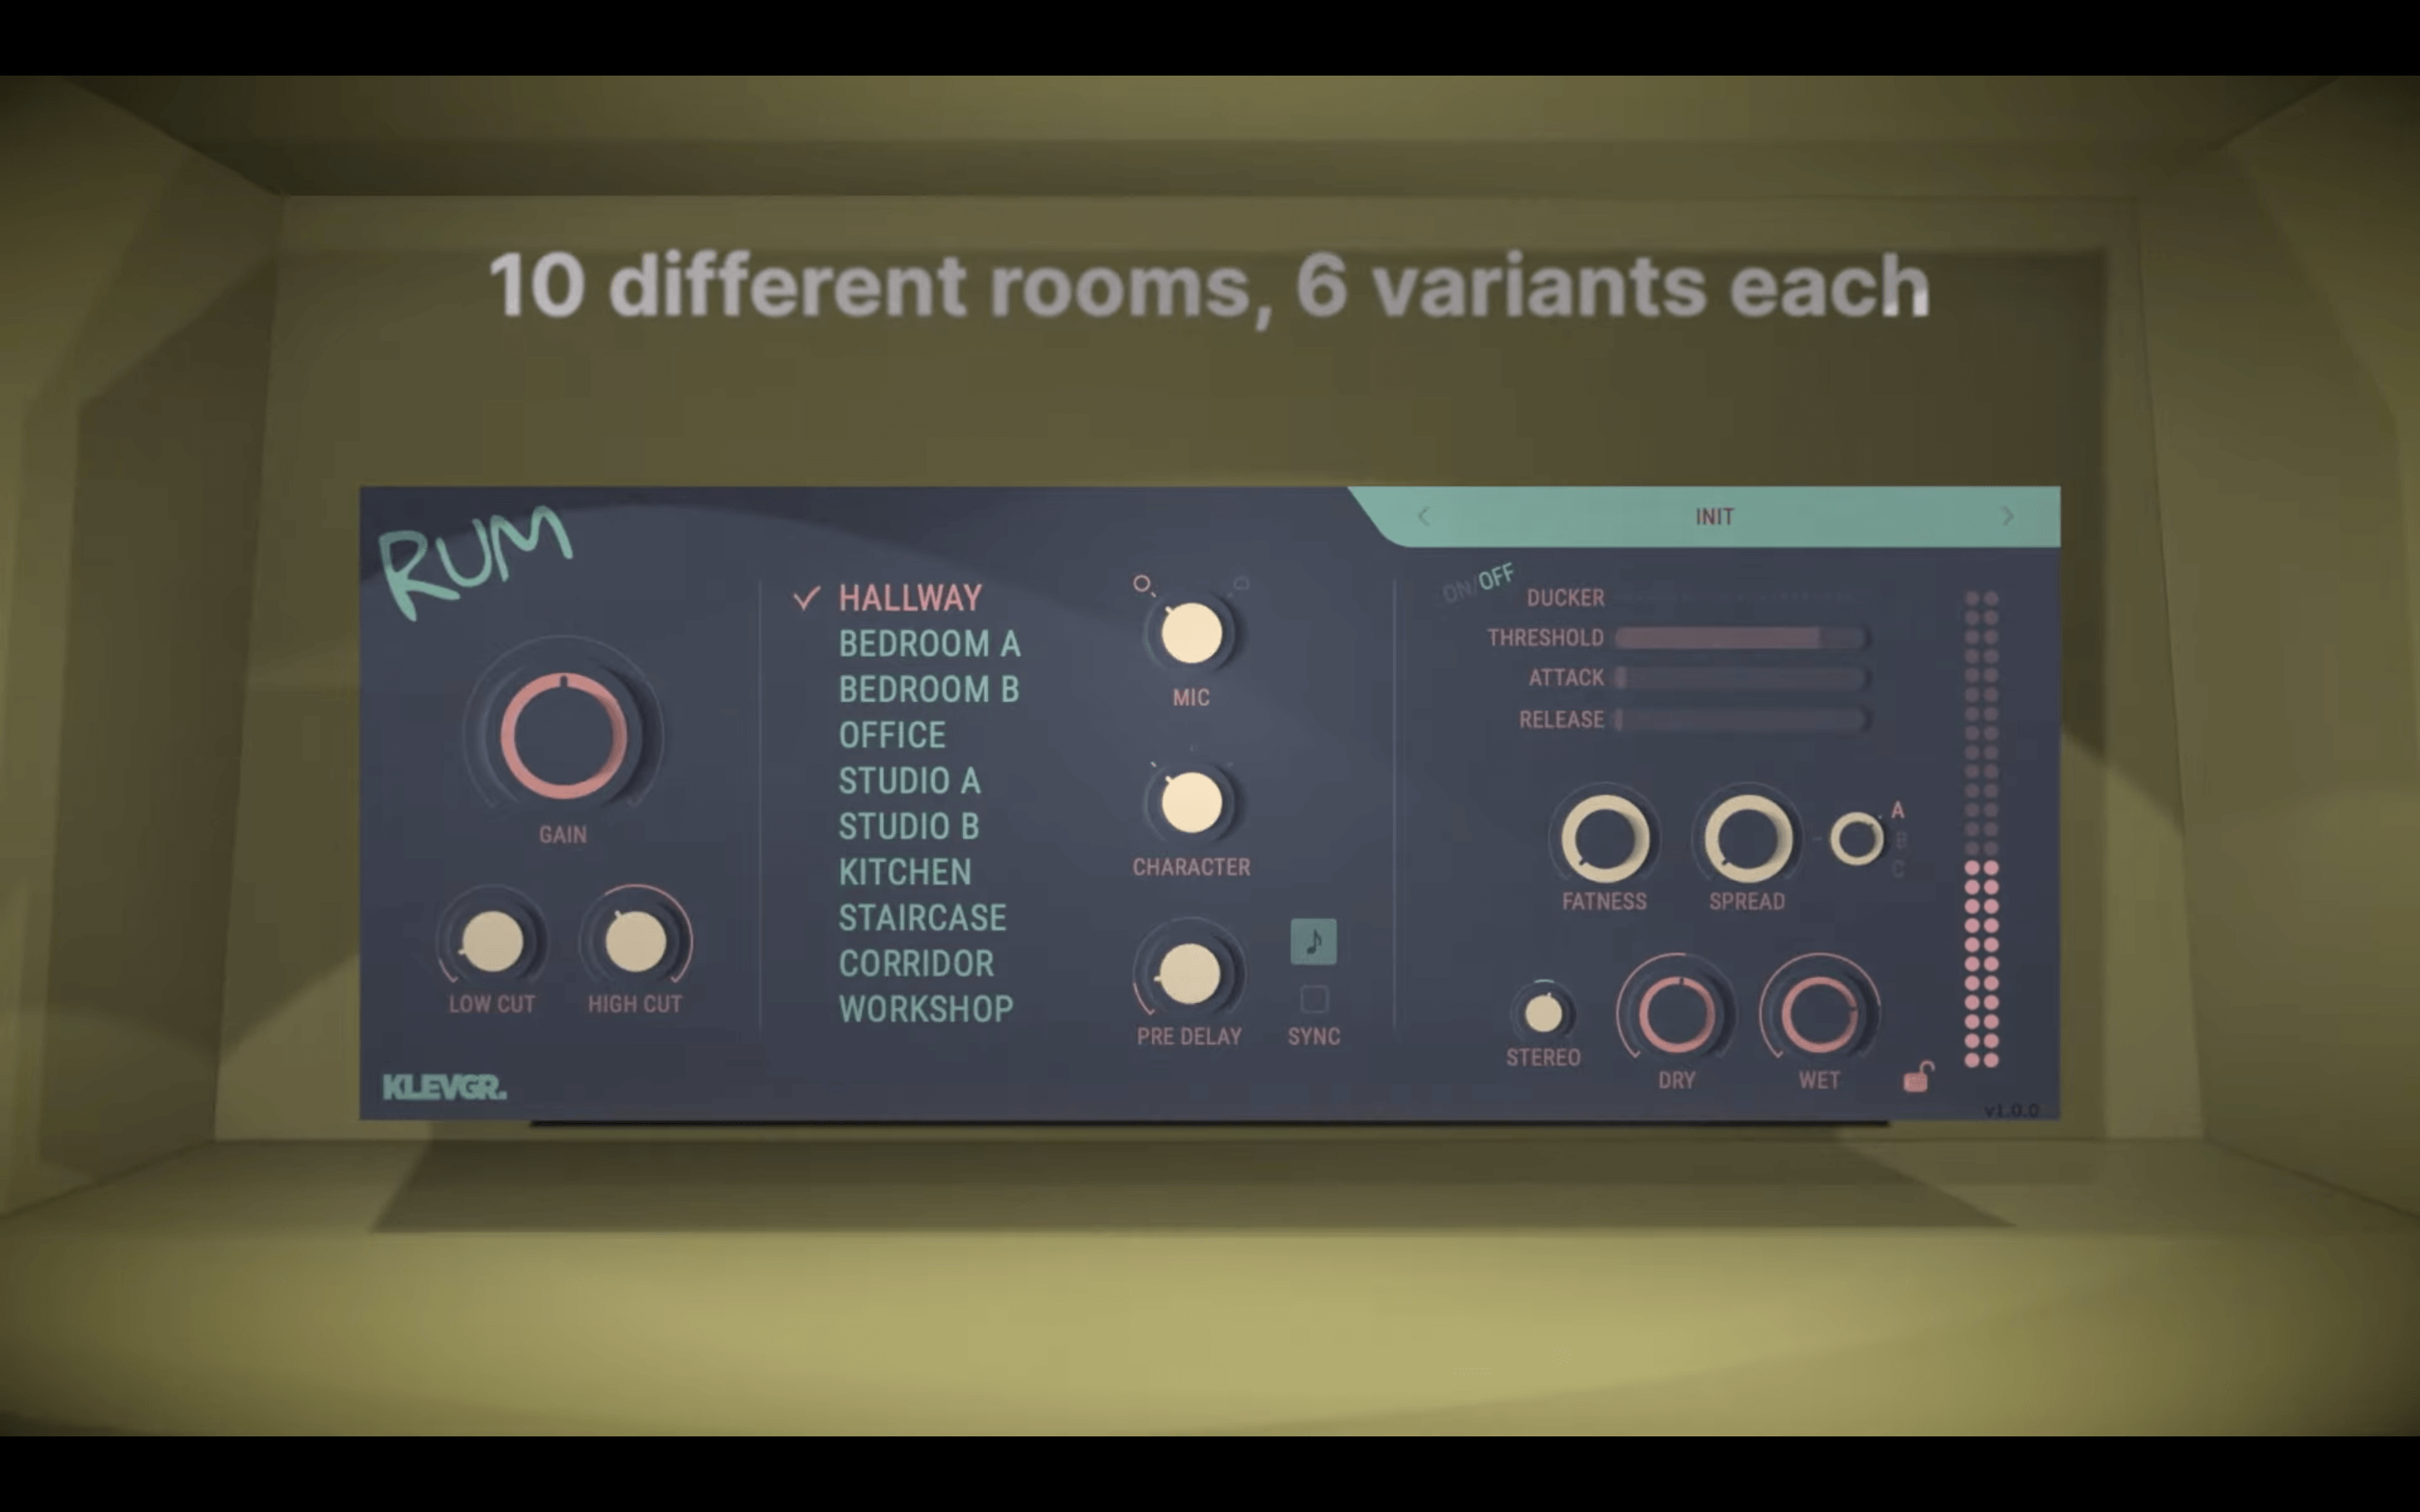 10 different rooms, 6 variants each
RUM
INIT
GAIN
LOW CUT
HIGH CUT
KLEVGR.
HALLWAY
BEDROOM A
BEDROOM B
OFFICE
STUDIO A
STUDIO B
KITCHEN
STAIRCASE
CORRIDOR
WORKSHOP
MIC
CHARACTER
PRE DELAY
SYNC
ON/OFF
DUCKER
THRESHOLD
ATTACK
RELEASE
FATNESS
SPREAD
A
B
C
STEREO
DRY
WET
v1.0.0